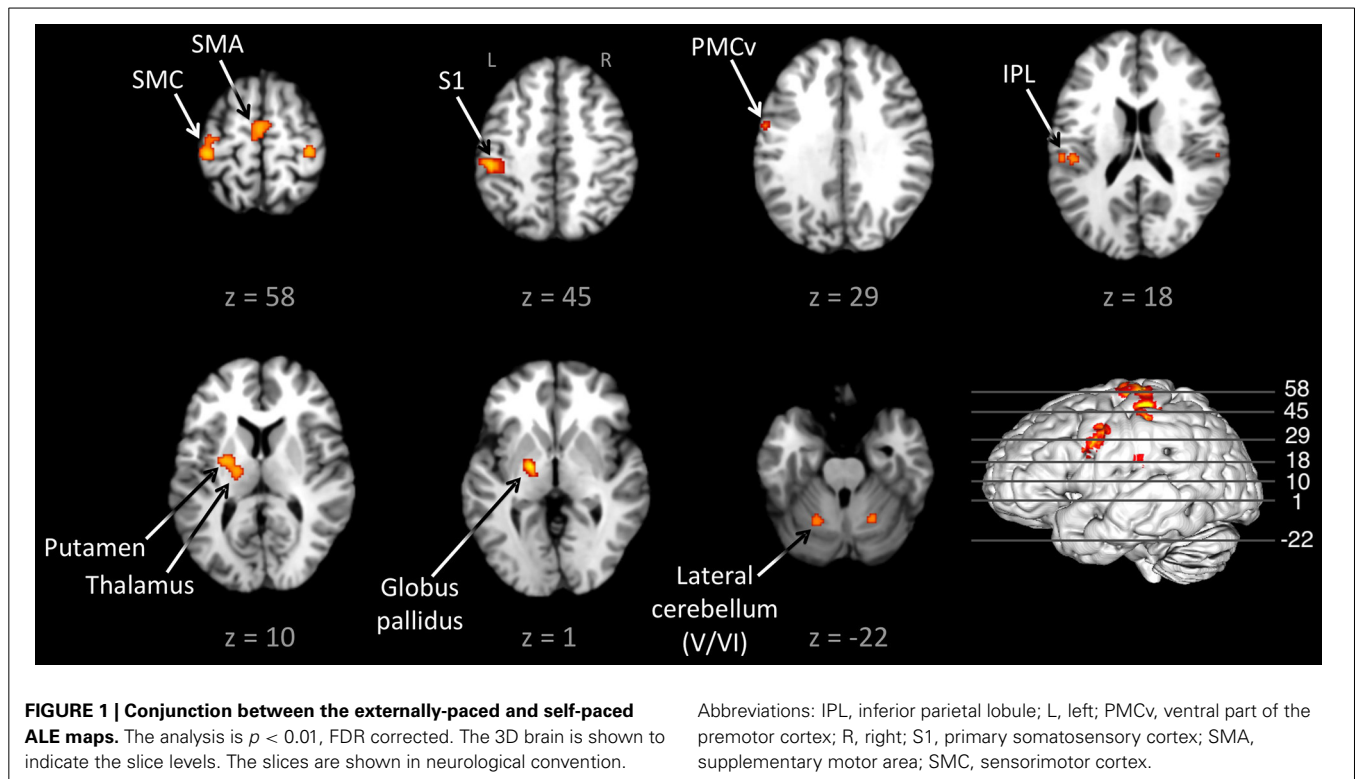 SMA
SMC
L
R
S1
PMCv
IPL
z = 58
z = 45
z = 29
z = 18
Putamen
Thalamus
Globus
pallidus
Lateral
cerebellum
(V/VI)
z = 10
z = 1
z = -22
58
45
29
18
10
1
-22
FIGURE 1 | Conjunction between the externally-paced and self-paced
ALE maps. The analysis is p < 0.01, FDR corrected. The 3D brain is shown to
indicate the slice levels. The slices are shown in neurological convention.
Abbreviations: IPL, inferior parietal lobule; L, left; PMCv, ventral part of the
premotor cortex; R, right; S1, primary somatosensory cortex; SMA,
supplementary motor area; SMC, sensorimotor cortex.